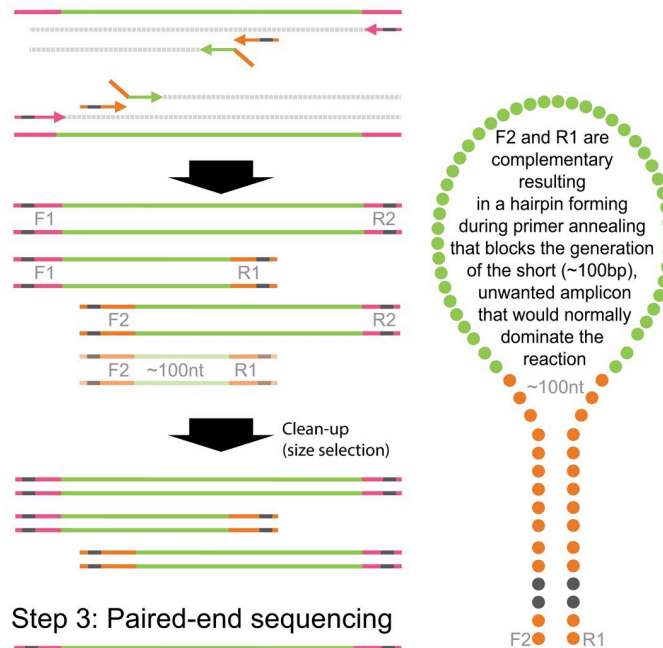 F1
R2
F1
R1
F2
R2
F2
~100nt
R1
Clean-up
(size selection)
Step 3: Paired-end sequencing
F2 and R1 are
complementary
resulting
in a hairpin forming
during primer annealing
that blocks the generation
of the short (~100bp),
unwanted amplicon
that would normally
dominate the
reaction
~100nt
F2
R1